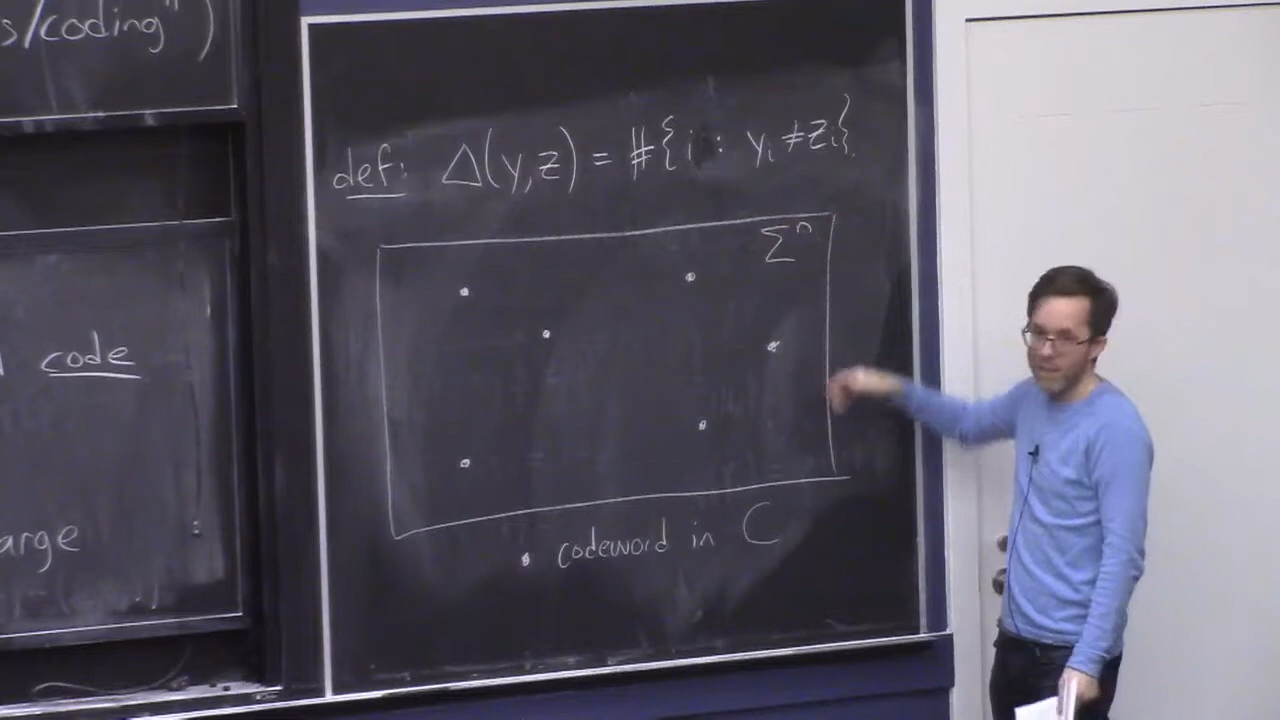 s/coding")
code
arge
def: Δ(y,z) = #{i : yᵢ≠zᵢ}
Σⁿ
• codeword in C